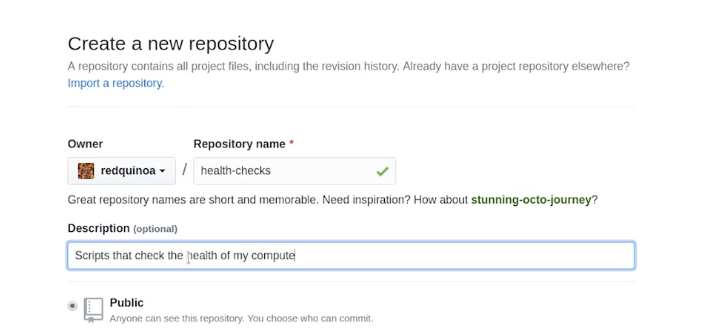 Create a new repository
A repository contains all project files, including the revision history. Already have a project repository elsewhere?
Import a repository.
Owner
Repository name *
redquinoa / health-checks
Great repository names are short and memorable. Need inspiration? How about stunning-octo-journey?
Description (optional)
Scripts that check the health of my compute
Public
Anyone can see this repository. You choose who can commit.